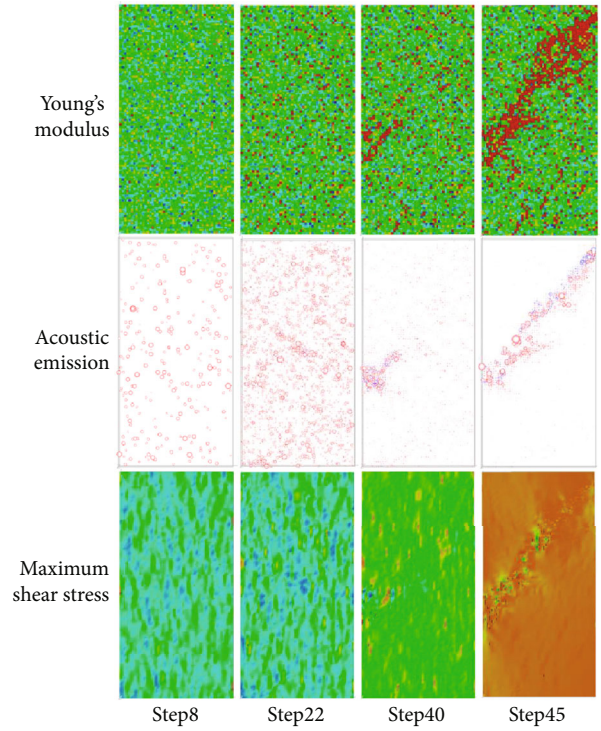 Young's
modulus
Acoustic
emission
Maximum
shear stress
Step8 Step22 Step40 Step45